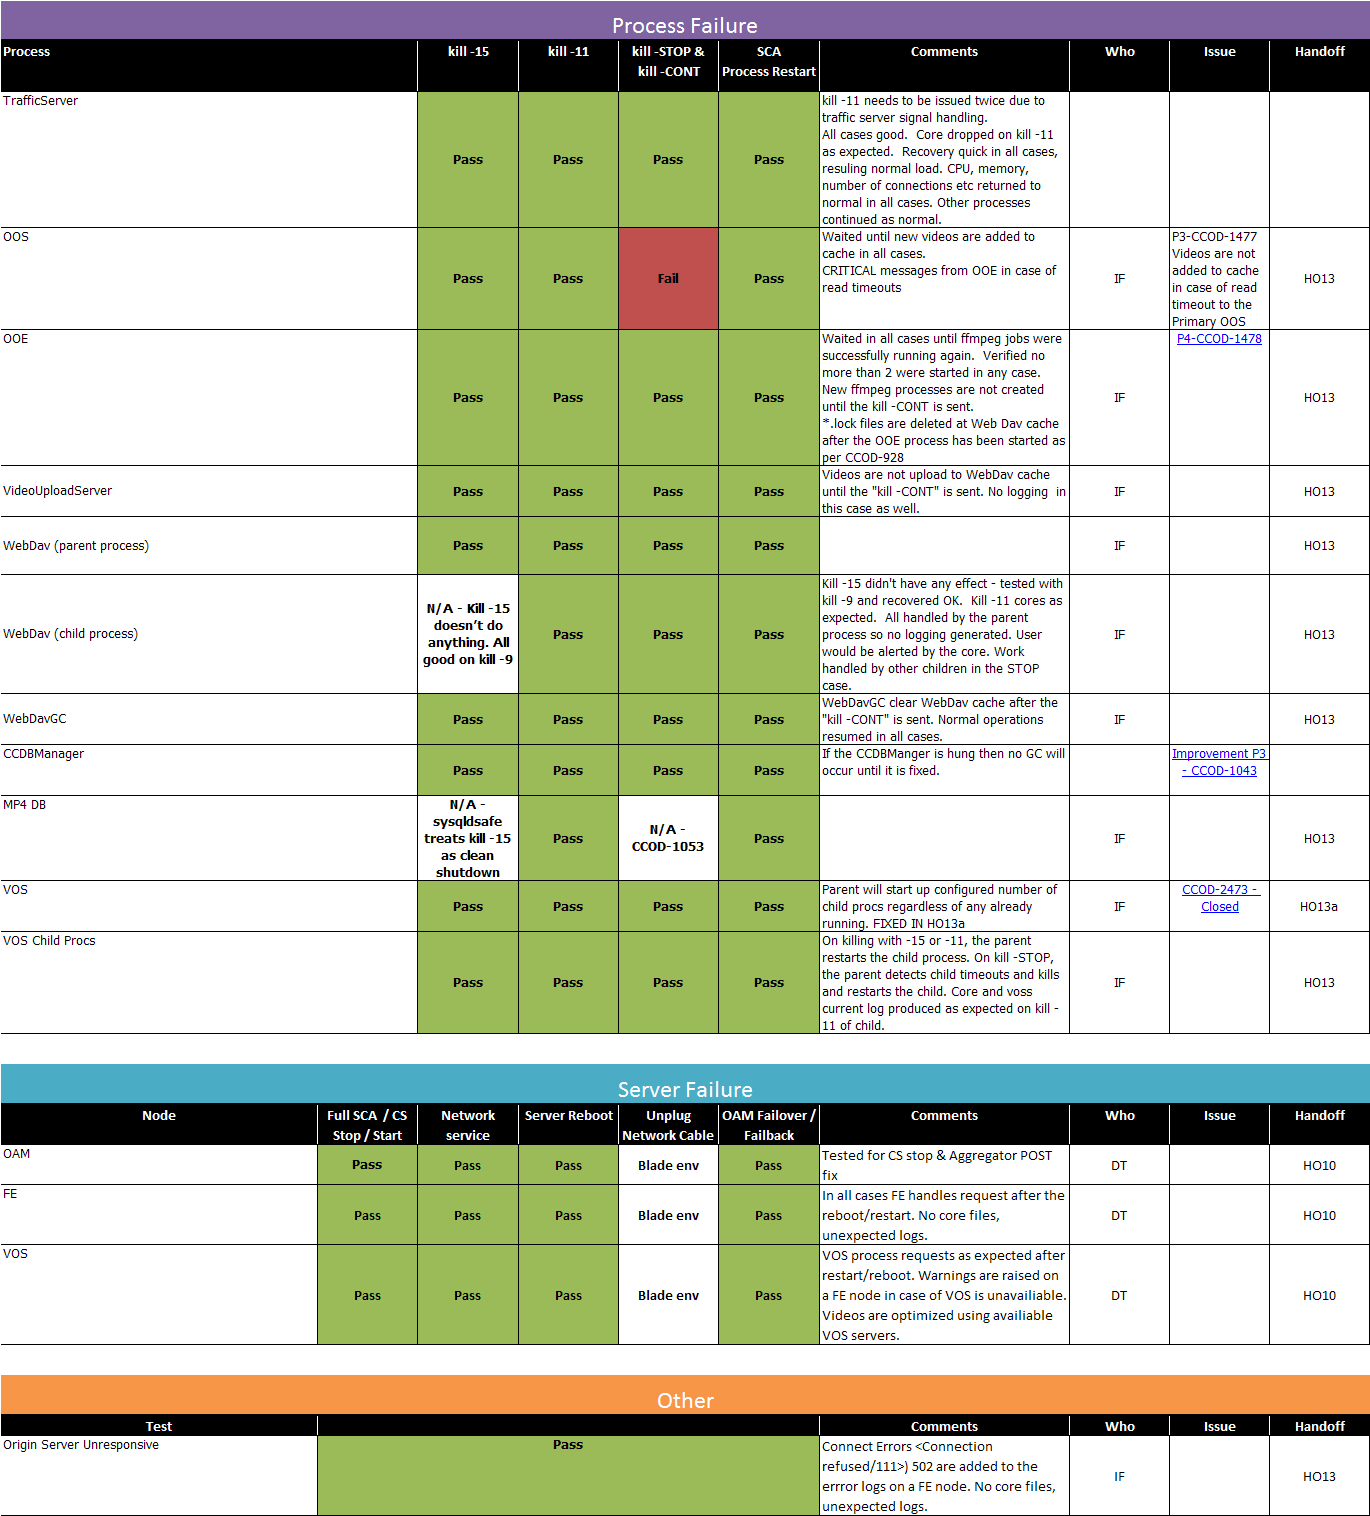 Process Failure
Process
kill -15
kill -11
kill -STOP &
kill -CONT
SCA
Process Restart
Comments
Who
Issue
Handoff
TrafficServer
Pass
Pass
Pass
Pass
kill -11 needs to be issued twice due to
traffic server signal handling.
All cases good.  Core dropped on kill -11
as expected.  Recovery quick in all cases,
resuling normal load. CPU, memory,
number of connections etc returned to
normal in all cases. Other processes
continued as normal.
OOS
Pass
Pass
Fail
Pass
Waited until new videos are added to
cache in all cases.
CRITICAL messages from OOE in case of
read timeouts
IF
P3-CCOD-1477
Videos are not
added to cache
in case of read
timeout to the
Primary OOS
HO13
OOE
Pass
Pass
Pass
Pass
Waited in all cases until ffmpeg jobs were
successfully running again.  Verified no
more than 2 were started in any case.
New ffmpeg processes are not created
until the kill -CONT is sent.
*.lock files are deleted at Web Dav cache
after the OOE process has been started as
per CCOD-928
IF
P4-CCOD-1478
HO13
VideoUploadServer
Pass
Pass
Pass
Pass
Videos are not upload to WebDav cache
until the "kill -CONT" is sent. No logging  in
this case as well.
IF
HO13
WebDav (parent process)
Pass
Pass
Pass
Pass
IF
HO13
WebDav (child process)
N/A - Kill -15
doesn't do
anything. All
good on kill -9
Pass
Pass
Pass
Kill -15 didn't have any effect - tested with
kill -9 and recovered OK.  Kill -11 cores as
expected.  All handled by the parent
process so no logging generated. User
would be alerted by the core. Work
handled by other children in the STOP
case.
IF
HO13
WebDavGC
Pass
Pass
Pass
Pass
WebDavGC clear WebDav cache after the
"kill -CONT" is sent. Normal operations
resumed in all cases.
IF
HO13
CCDBManager
Pass
Pass
Pass
Pass
If the CCDBManger is hung then no GC will
occur until it is fixed.
Improvement P3
- CCOD-1043
MP4 DB
N/A -
sysqldsafe
treats kill -15
as clean
shutdown
Pass
N/A -
CCOD-1053
Pass
IF
HO13
VOS
Pass
Pass
Pass
Pass
Parent will start up configured number of
child procs regardless of any already
running. FIXED IN HO13a
IF
CCOD-2473 -
Closed
HO13a
VOS Child Procs
Pass
Pass
Pass
Pass
On killing with -15 or -11, the parent
restarts the child process. On kill -STOP,
the parent detects child timeouts and kills
and restarts the child. Core and voss
current log produced as expected on kill -
11 of child.
IF
HO13
Server Failure
Node
Full SCA  / CS
Stop / Start
Network
service
Server Reboot
Unplug
Network Cable
OAM Failover /
Failback
Comments
Who
Issue
Handoff
OAM
Pass
Pass
Pass
Blade env
Pass
Tested for CS stop & Aggregator POST
fix
DT
HO10
FE
Pass
Pass
Pass
Blade env
Pass
In all cases FE handles request after the
reboot/restart. No core files,
unexpected logs.
DT
HO10
VOS
Pass
Pass
Pass
Blade env
Pass
VOS process requests as expected after
restart/reboot. Warnings are raised on
a FE node in case of VOS is unavailiable.
Videos are optimized using availiable
VOS servers.
DT
HO10
Other
Test
Comments
Who
Issue
Handoff
Origin Server Unresponsive
Pass
Connect Errors <Connection
refused/111>) 502 are added to the
errror logs on a FE node. No core files,
unexpected logs.
IF
HO13